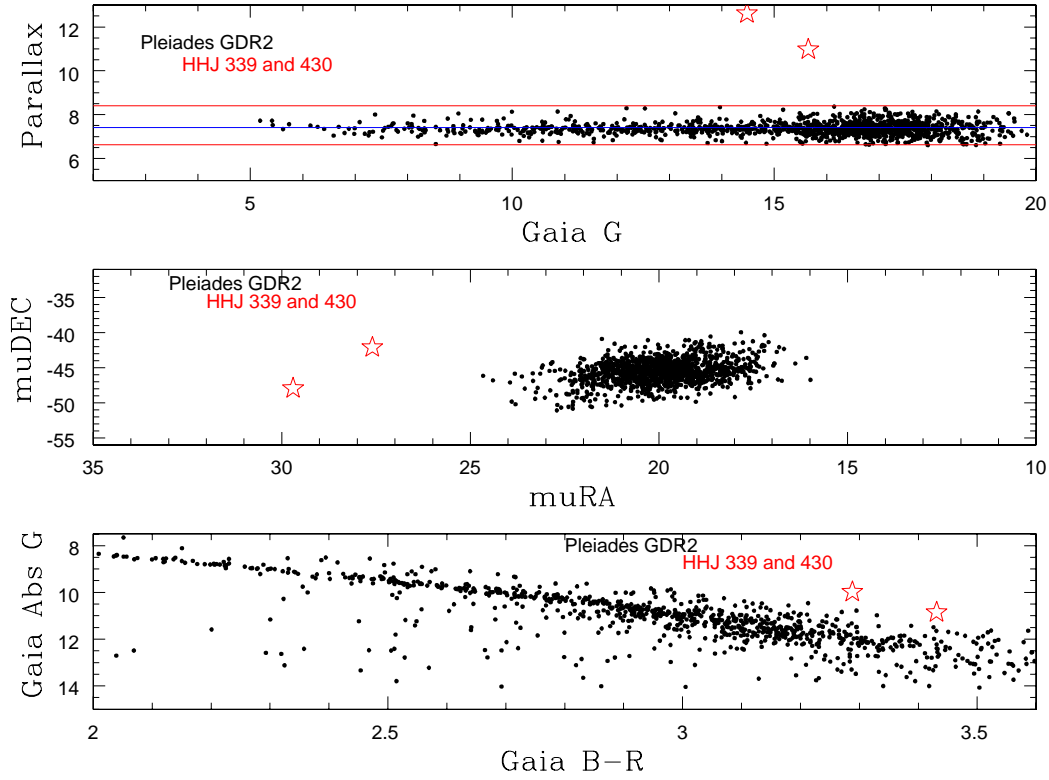 12
10
8
6
Parallax
Pleiades GDR2
HHJ 339 and 430
5
10
15
20
Gaia G
-35
-40
-45
-50
-55
muDEC
Pleiades GDR2
HHJ 339 and 430
35
30
25
20
15
10
muRA
8
10
12
14
Gaia Abs G
Pleiades GDR2
HHJ 339 and 430
2
2.5
3
3.5
Gaia B-R